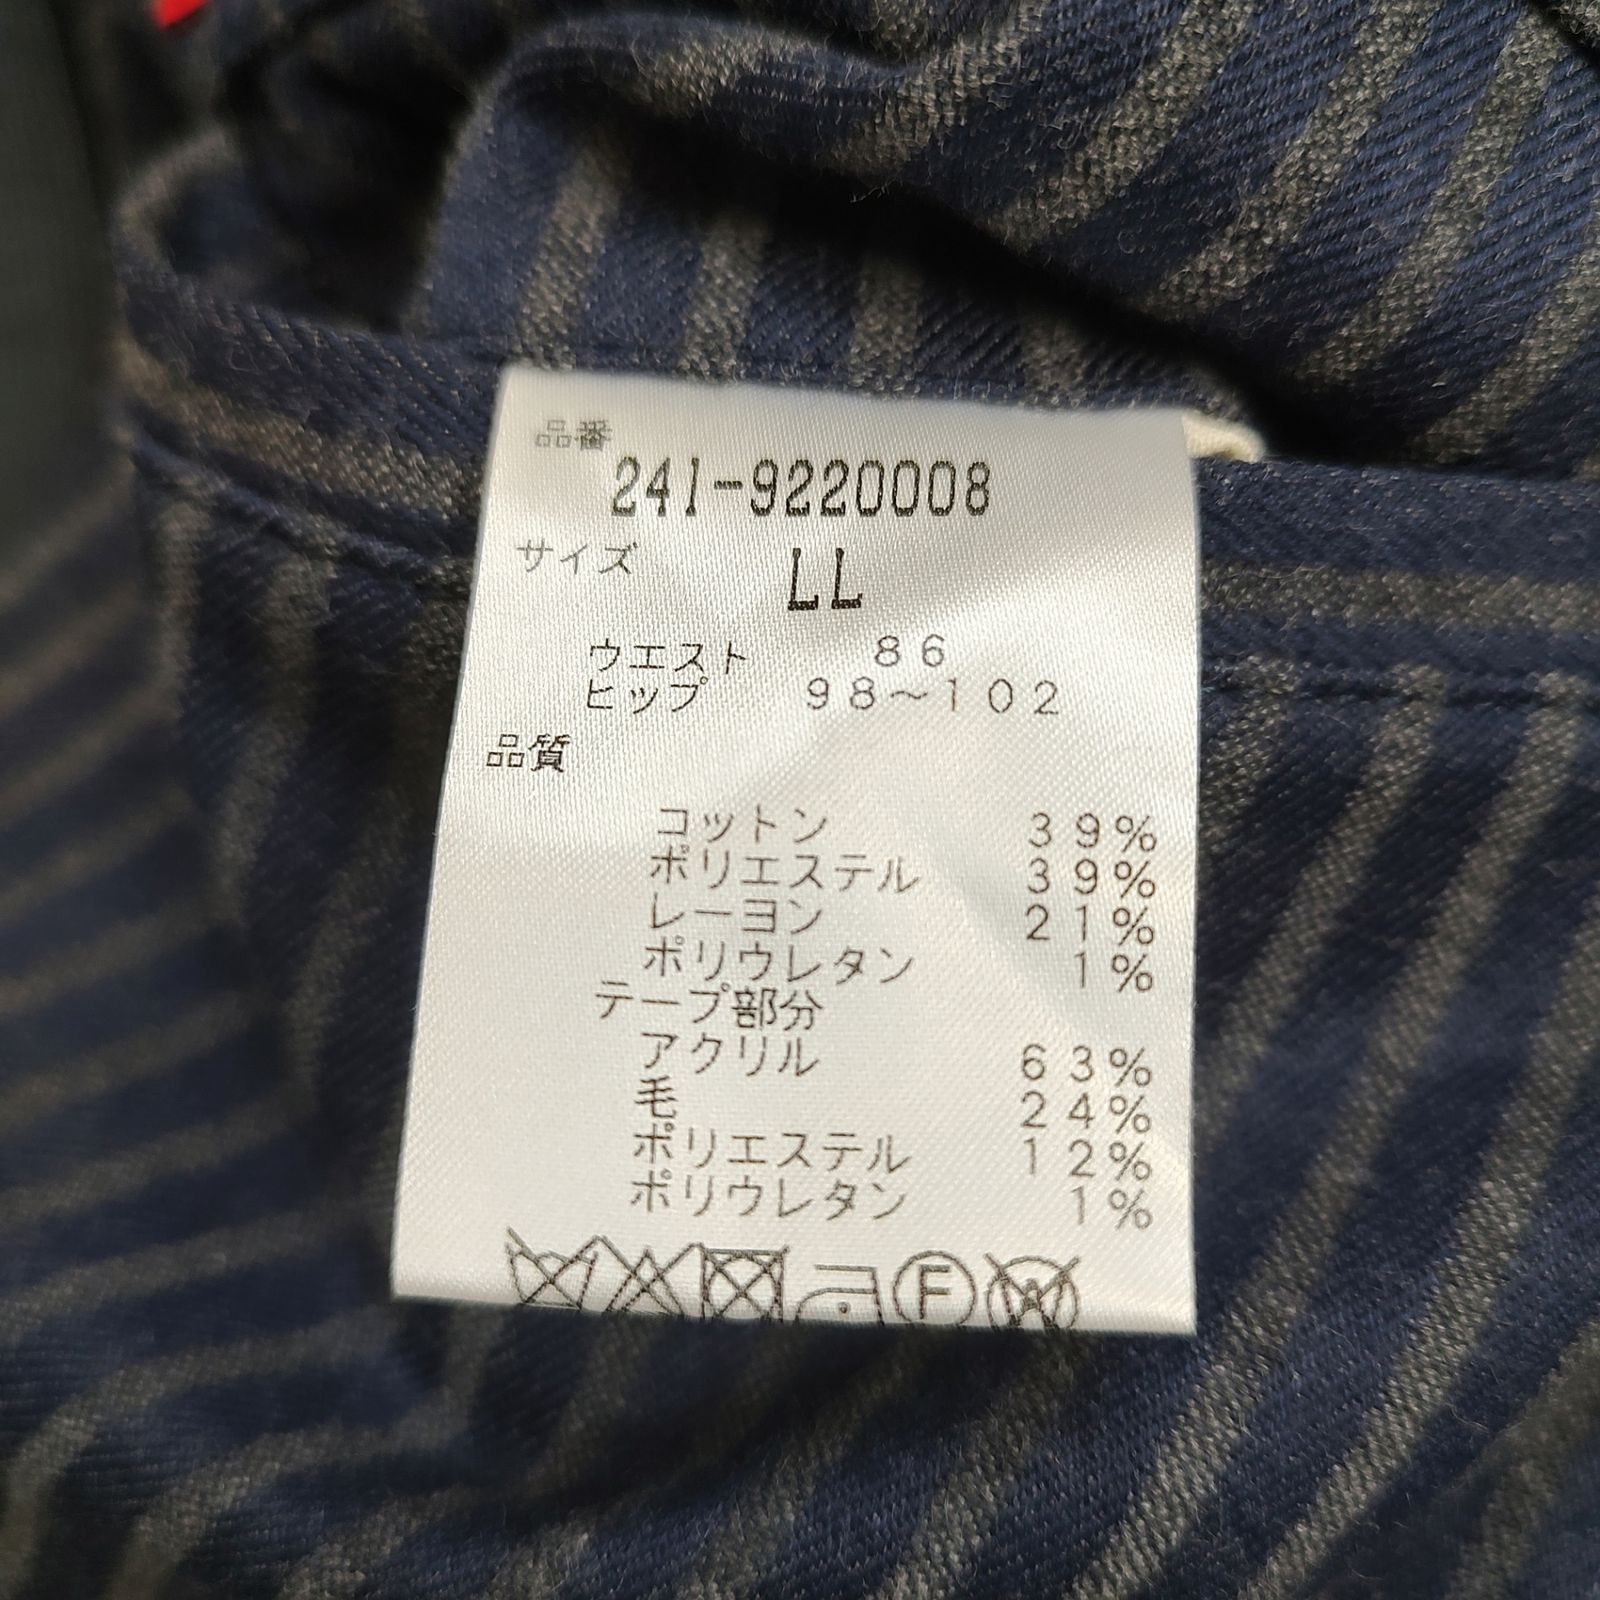 品番
241-9220008
サイズ LL
ウエスト 86
ヒップ 98〜102
品質
コットン 39%
ポリエステル 39%
レーヨン 21%
ポリウレタン 1%
テープ部分
アクリル 63%
毛 24%
ポリエステル 12%
ポリウレタン 1%
F W